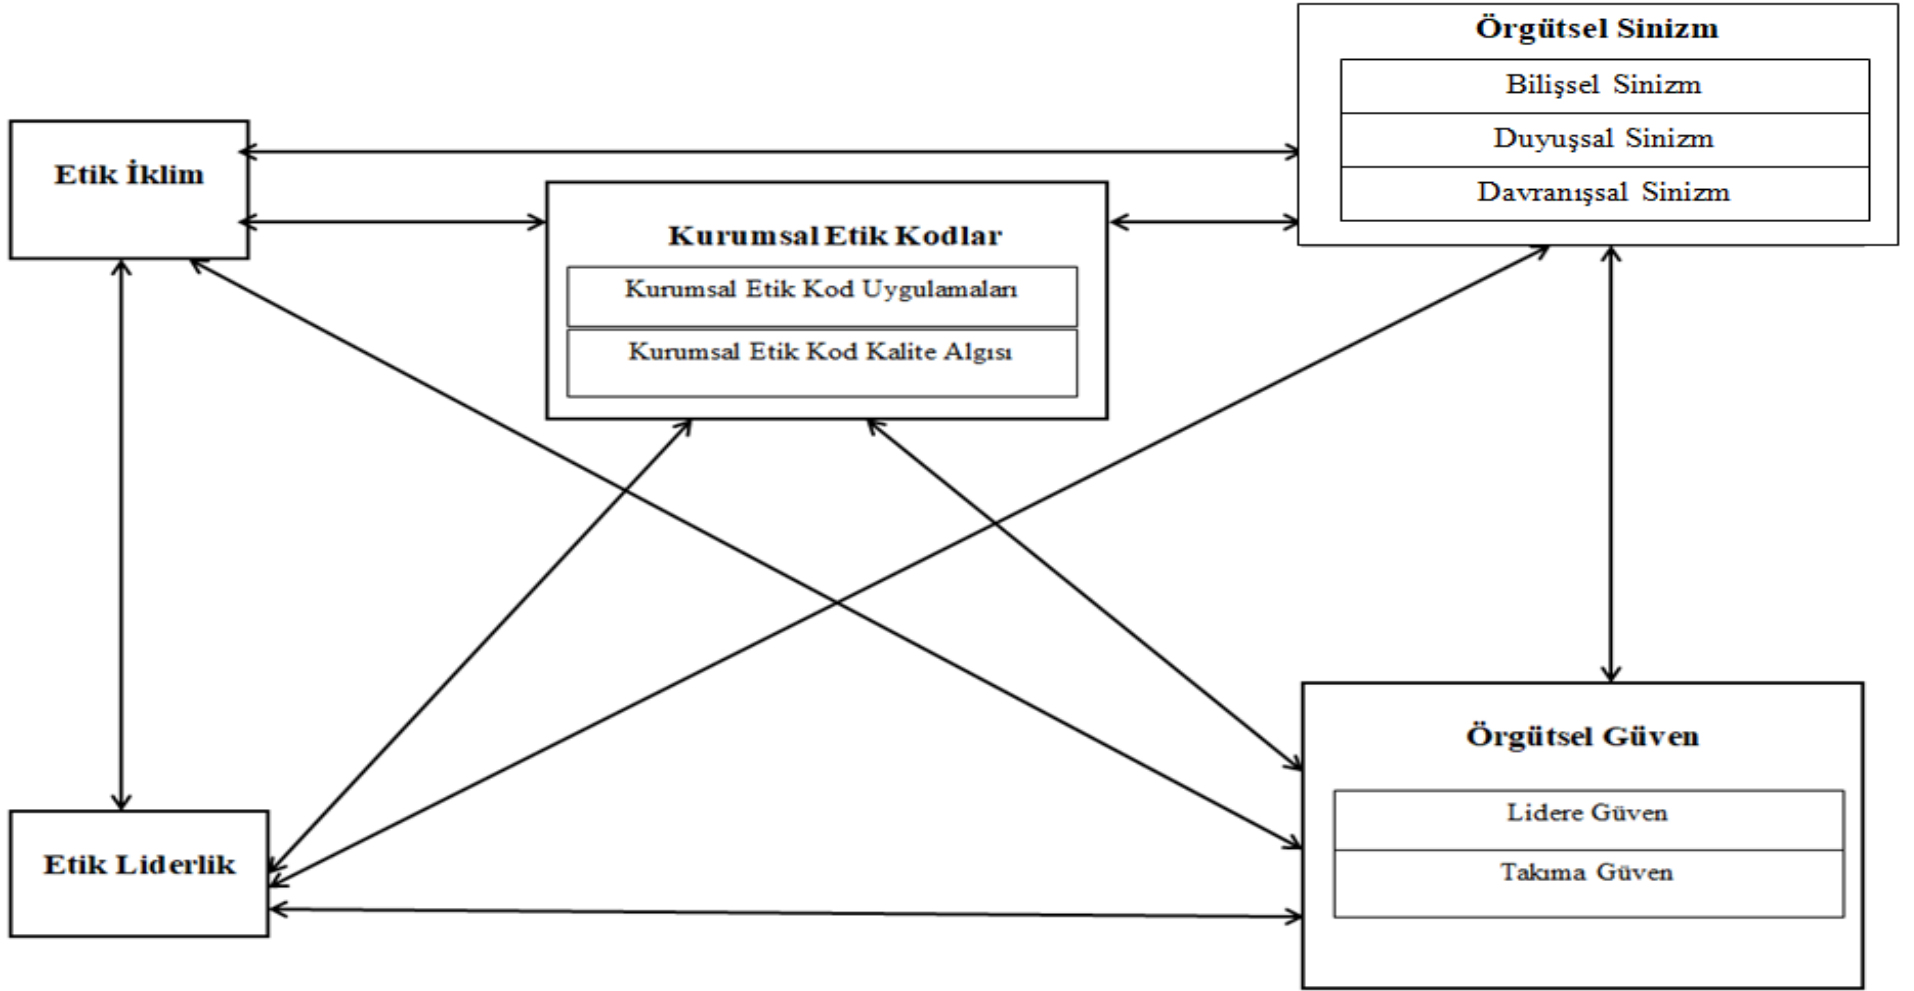 Örgütsel Sinizm
Bilişsel Sinizm
Duyuşsal Sinizm
Davranışsal Sinizm
Etik İklim
Kurumsal Etik Kodlar
Kurumsal Etik Kod Uygulamaları
Kurumsal Etik Kod Kalite Algısı
Örgütsel Güven
Lidere Güven
Takıma Güven
Etik Liderlik